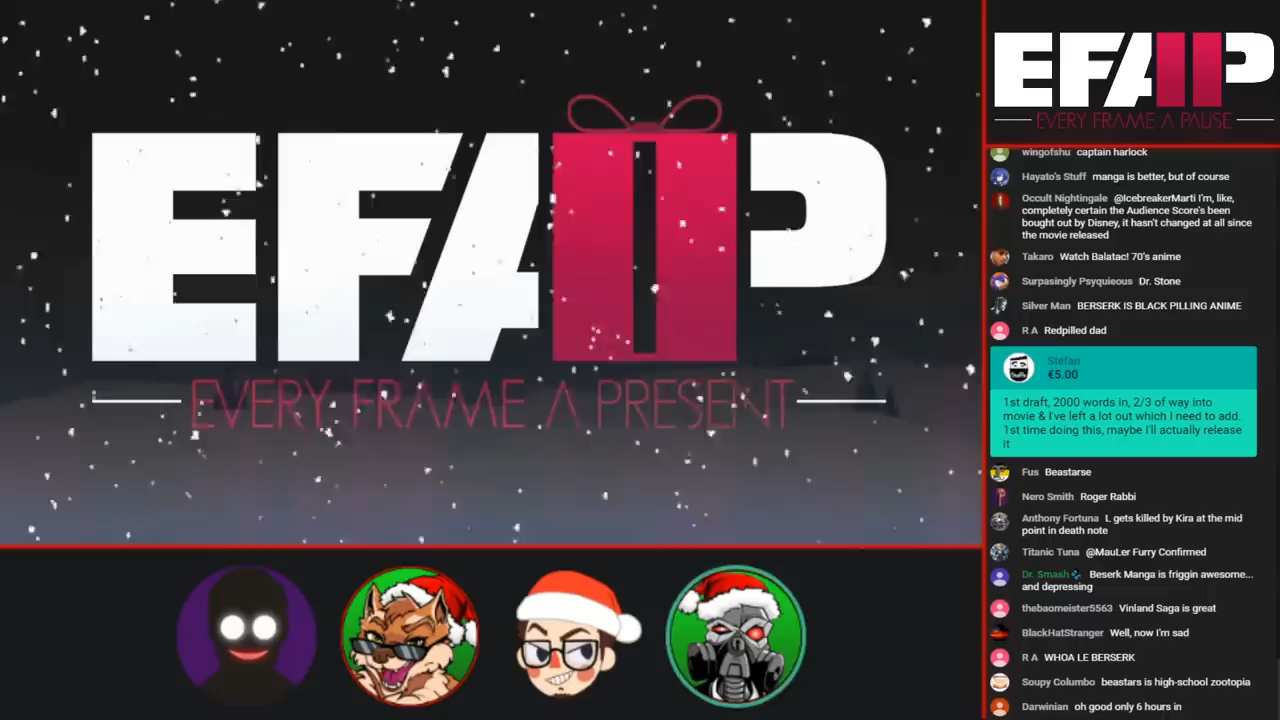 EFAP
EVERY FRAME A PRESENT
EFAP
EVERY FRAME A PAUSE
wingofshu captain harlock
Hayato's Stuff manga is better, but of course
Occult Nightingale @IcebreakerMarti I'm, like,
completely certain the Audience Score's been
bought out by Disney, it hasn't changed at all since
the movie released
Takaro Watch Balatac! 70's anime
Surpasingly Psyquieous Dr. Stone
Silver Man BERSERK IS BLACK PILLING ANIME
R A Redpilled dad
Stefan
€5.00
1st draft, 2000 words in, 2/3 of way into
movie & I've left a lot out which I need to add.
1st time doing this, maybe I'll actually release
it
Fus Beastarse
Nero Smith Roger Rabbi
Anthony Fortuna L gets killed by Kira at the mid
point in death note
Titanic Tuna @MauLer Furry Confirmed
Dr. Smash Beserk Manga is friggin awesome...
and depressing
thebaomeister5563 Vinland Saga is great
BlackHatStranger Well, now I'm sad
R A WHOA LE BERSERK
Soupy Columbo beastars is high-school zootopia
Darwinian oh good only 6 hours in